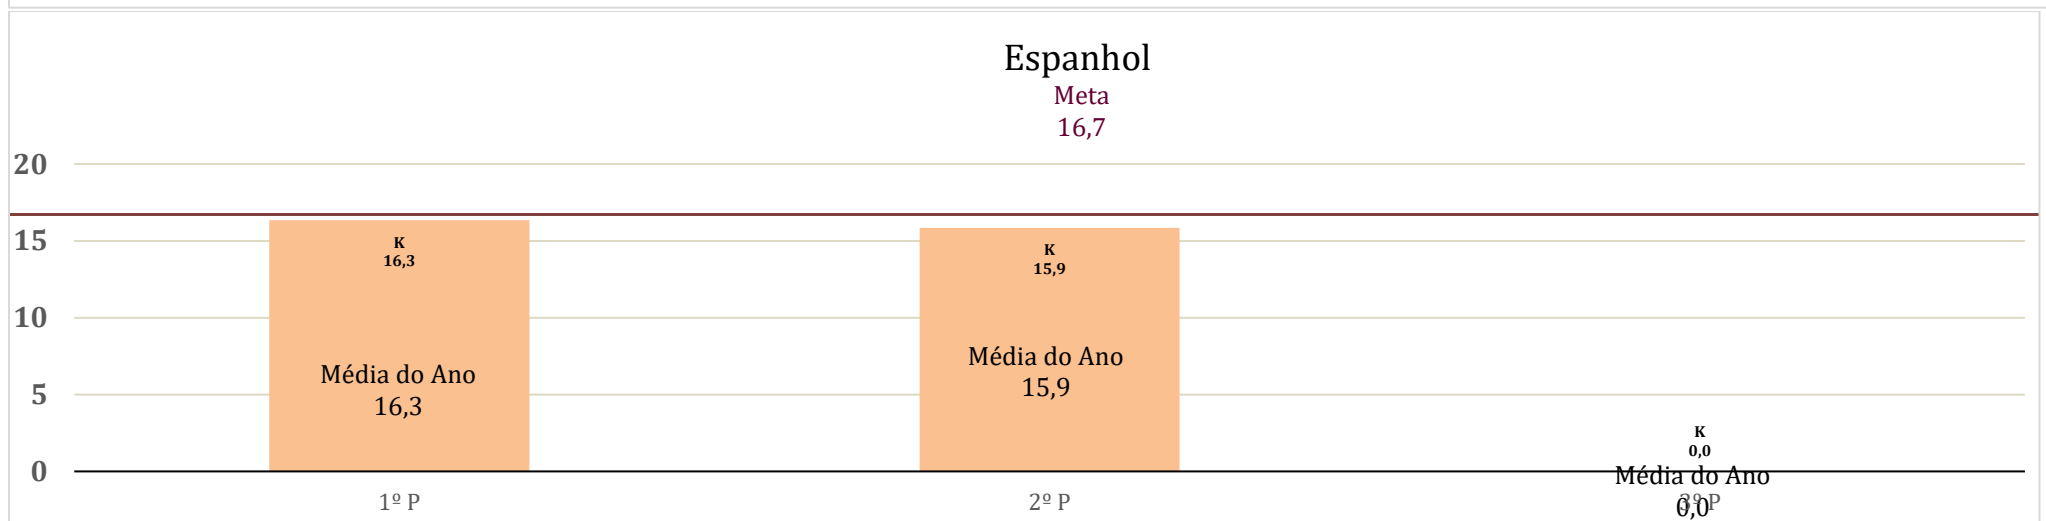 Espanhol
Meta
16,7
20
15
10
5
0
K
16,3
Média do Ano
16,3
K
15,9
Média do Ano
15,9
K
0,0
Média do Ano
0,0
1º P
2º P
3º P